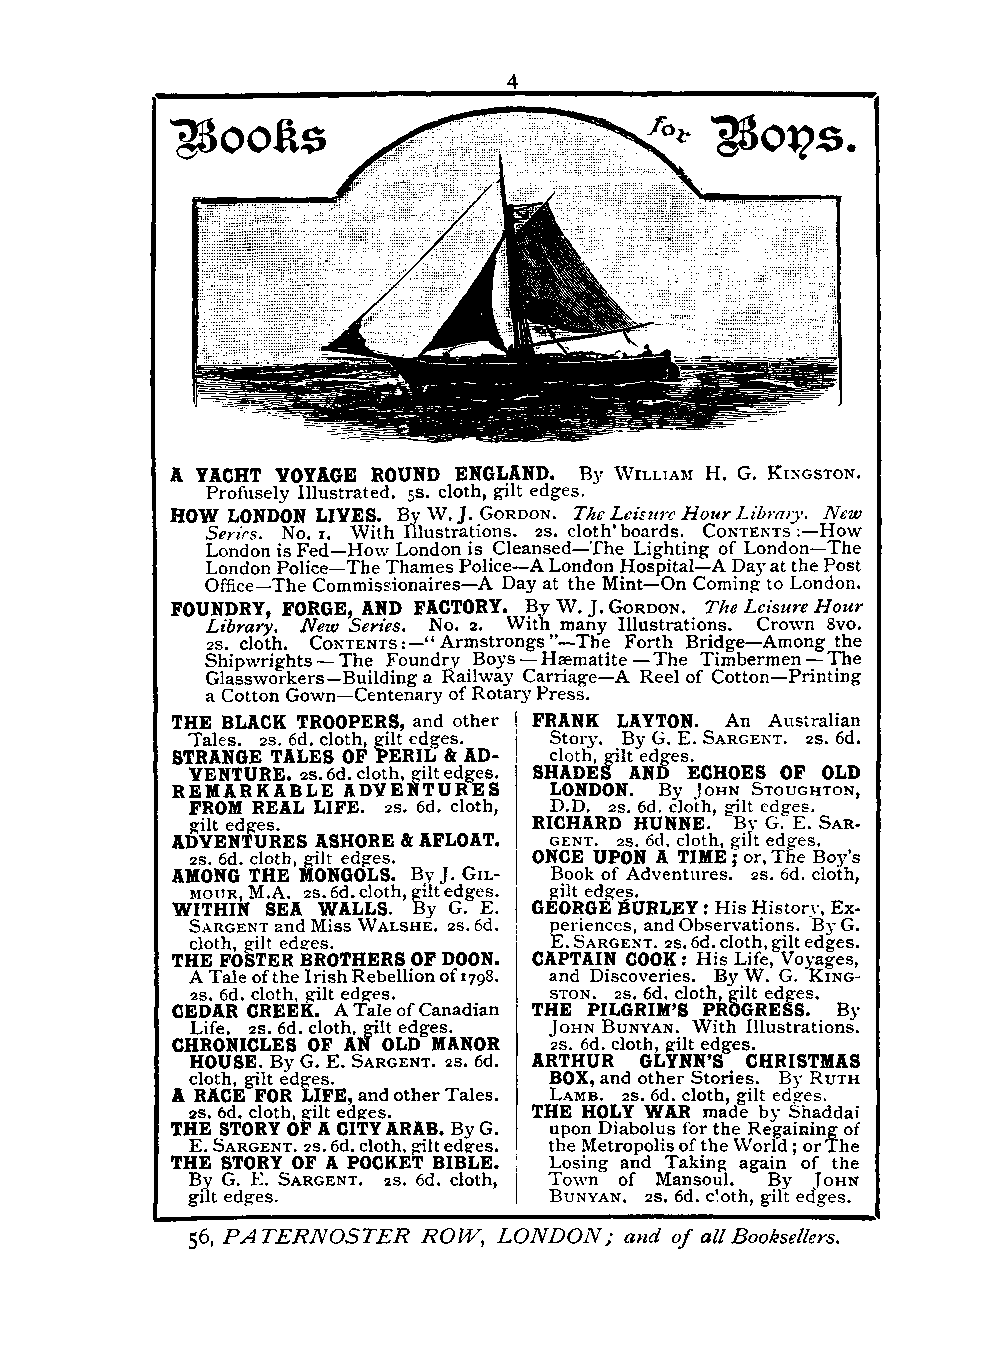 4
Books for Boys.
A YACHT VOYAGE ROUND ENGLAND. By WILLIAM H. G. KINGSTON.
Profusely Illustrated. 5s. cloth, gilt edges.
HOW LONDON LIVES. By W. J. GORDON. The Leisure Hour Library. New
Series. No. 1. With Illustrations. 2s. cloth boards. CONTENTS:—How
London is Fed—How London is Cleansed—The Lighting of London—The
London Police—The Thames Police—A London Hospital—A Day at the Post
Office—The Commissionaires—A Day at the Mint—On Coming to London.
FOUNDRY, FORGE, AND FACTORY. By W. J. GORDON. The Leisure Hour
Library. New Series. No. 2. With many Illustrations. Crown 8vo.
2s. cloth. CONTENTS:—"Armstrongs"—The Forth Bridge—Among the
Shipwrights—The Foundry Boys—Hæmatite—The Timbermen—The
Glassworkers—Building a Railway Carriage—A Reel of Cotton—Printing
a Cotton Gown—Centenary of Rotary Press.
THE BLACK TROOPERS, and other
Tales. 2s. 6d. cloth, gilt edges.
STRANGE TALES OF PERIL & AD-
VENTURE. 2s. 6d. cloth, gilt edges.
REMARKABLE ADVENTURES
FROM REAL LIFE. 2s. 6d. cloth,
gilt edges.
ADVENTURES ASHORE & AFLOAT.
2s. 6d. cloth, gilt edges.
AMONG THE MONGOLS. By J. GIL-
MOUR, M.A. 2s. 6d. cloth, gilt edges.
WITHIN SEA WALLS. By G. E.
SARGENT and Miss WALSHE. 2s. 6d.
cloth, gilt edges.
THE FOSTER BROTHERS OF DOON.
A Tale of the Irish Rebellion of 1798.
2s. 6d. cloth, gilt edges.
CEDAR CREEK. A Tale of Canadian
Life. 2s. 6d. cloth, gilt edges.
CHRONICLES OF AN OLD MANOR
HOUSE. By G. E. SARGENT. 2s. 6d.
cloth, gilt edges.
A RACE FOR LIFE, and other Tales.
2s. 6d. cloth, gilt edges.
THE STORY OF A CITY ARAB. By G.
E. SARGENT. 2s. 6d. cloth, gilt edges.
THE STORY OF A POCKET BIBLE.
By G. E. SARGENT. 2s. 6d. cloth,
gilt edges.
FRANK LAYTON. An Australian
Story. By G. E. SARGENT. 2s. 6d.
cloth, gilt edges.
SHADES AND ECHOES OF OLD
LONDON. By JOHN STOUGHTON,
D.D. 2s. 6d. cloth, gilt edges.
RICHARD HUNNE. By G. E. SAR-
GENT. 2s. 6d. cloth, gilt edges.
ONCE UPON A TIME; or, The Boy's
Book of Adventures. 2s. 6d. cloth,
gilt edges.
GEORGE BURLEY: His History, Ex-
periences, and Observations. By G.
E. SARGENT. 2s. 6d. cloth, gilt edges.
CAPTAIN COOK: His Life, Voyages,
and Discoveries. By W. G. KING-
STON. 2s. 6d. cloth, gilt edges.
THE PILGRIM'S PROGRESS. By
JOHN BUNYAN. With Illustrations.
2s. 6d. cloth, gilt edges.
ARTHUR GLYNN'S CHRISTMAS
BOX, and other Stories. By RUTH
LAMB. 2s. 6d. cloth, gilt edges.
THE HOLY WAR made by Shaddai
upon Diabolus for the Regaining of
the Metropolis of the World; or The
Losing and Taking again of the
Town of Mansoul. By JOHN
BUNYAN. 2s. 6d. cloth, gilt edges.
56, PATERNOSTER ROW, LONDON; and of all Booksellers.